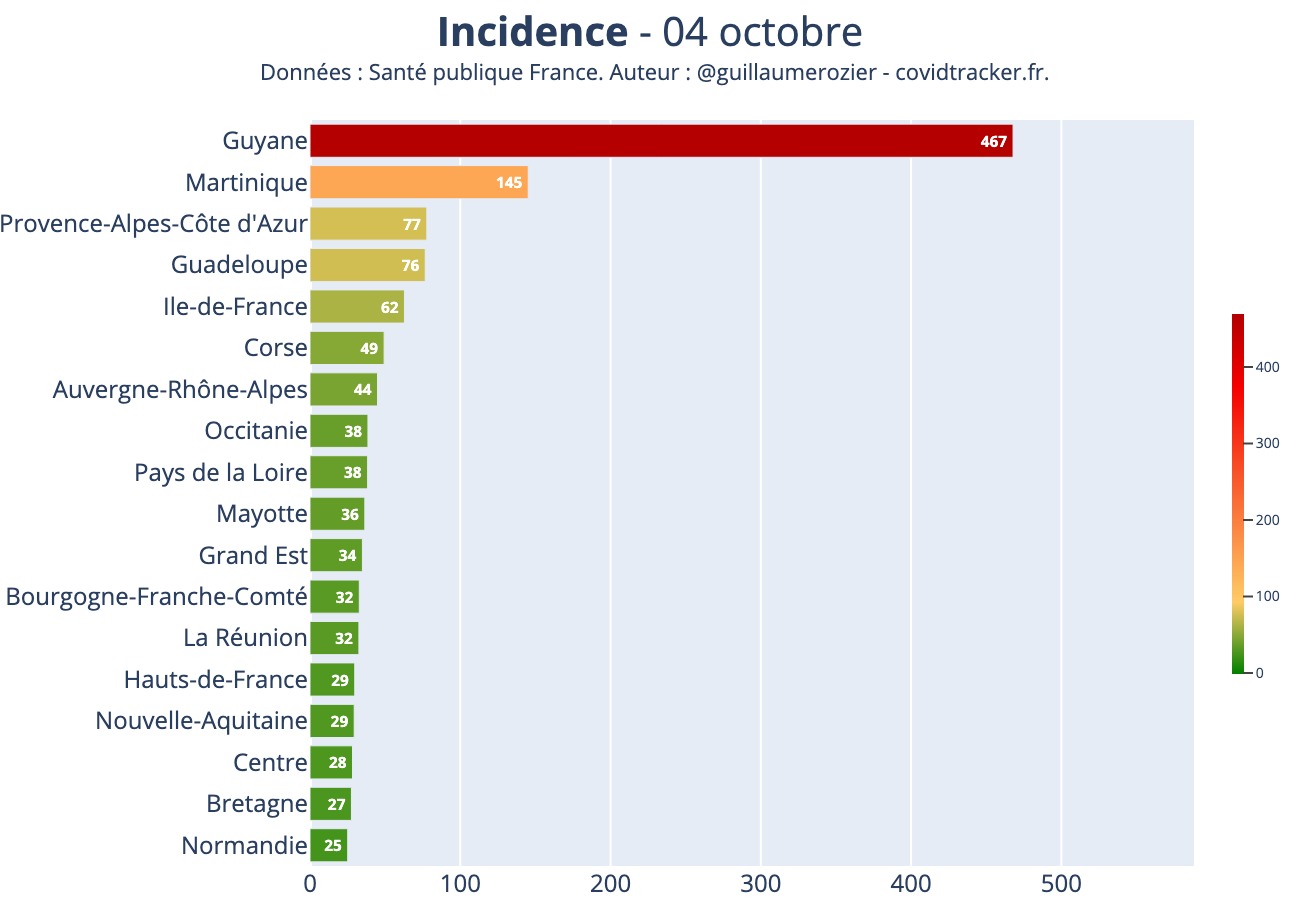 Incidence - 04 octobre
Données : Santé publique France. Auteur : @guillaumerozier - covidtracker.fr.
Guyane 467
Martinique 145
Provence-Alpes-Côte d'Azur 77
Guadeloupe 76
Ile-de-France 62
Corse 49
Auvergne-Rhône-Alpes 44
Occitanie 38
Pays de la Loire 38
Mayotte 36
Grand Est 34
Bourgogne-Franche-Comté 32
La Réunion 32
Hauts-de-France 29
Nouvelle-Aquitaine 29
Centre 28
Bretagne 27
Normandie 25
0 100 200 300 400 500
400
300
200
100
0